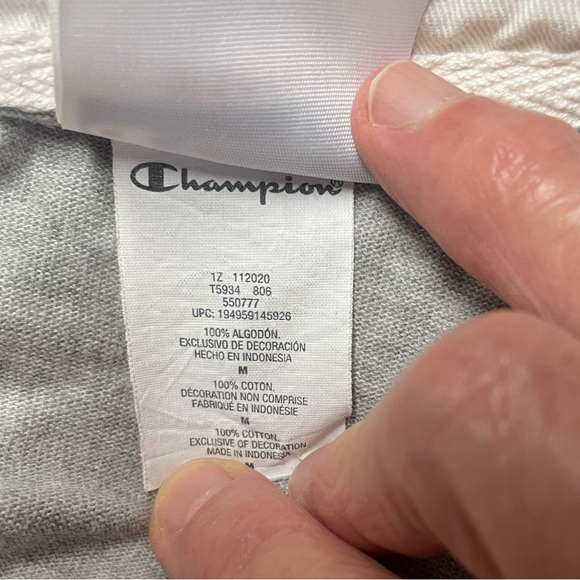 Champion®
1Z 112020
T5934 806
550777
UPC: 194959145926
100% ALGODÓN.
EXCLUSIVO DE DECORACIÓN
HECHO EN INDONESIA
M
100% COTON.
DÉCORATION NON COMPRISE
FABRIQUÉ EN INDONÉSIE
M
100% COTTON.
EXCLUSIVE OF DECORATION
MADE IN INDONESIA
M